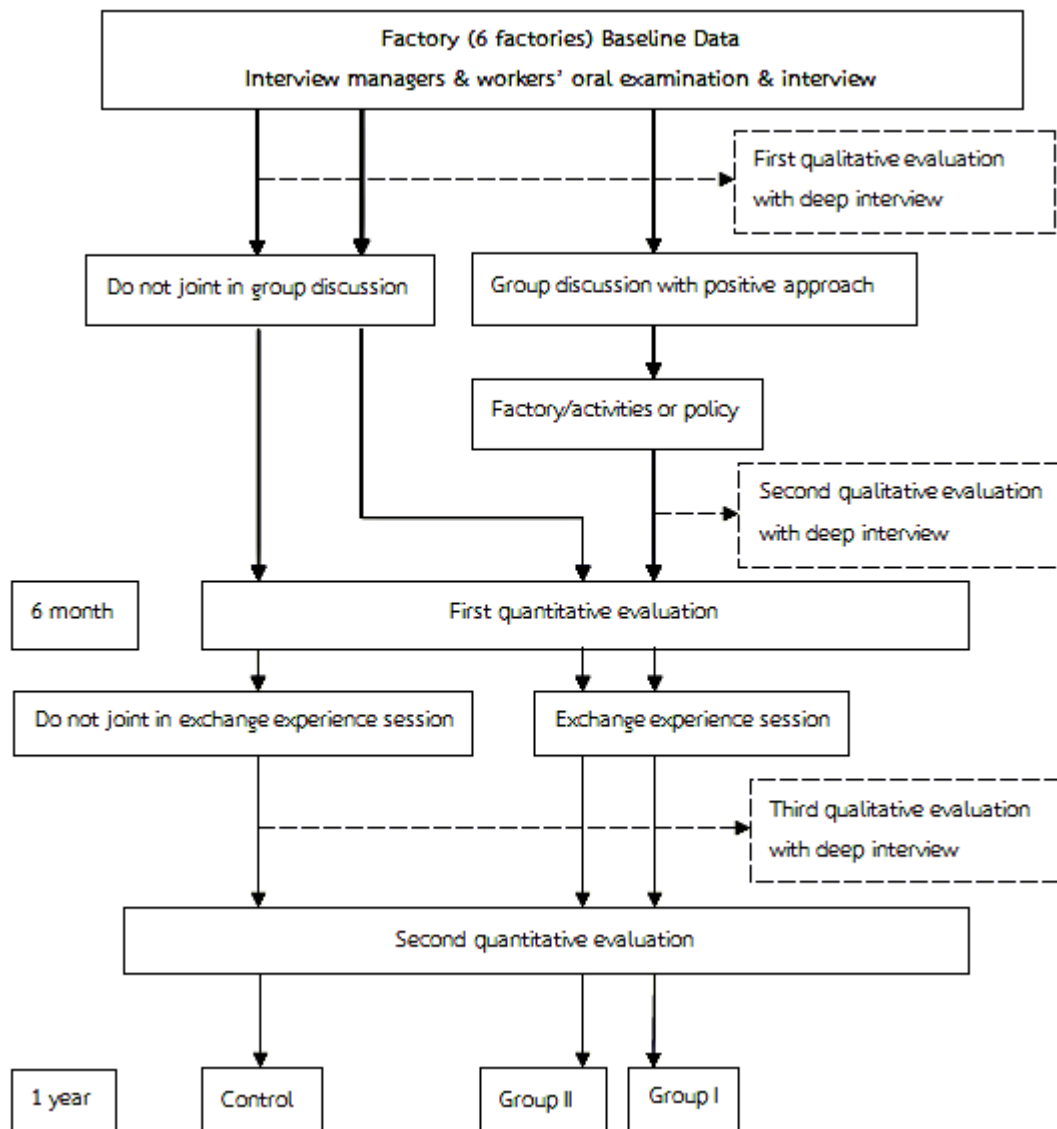 Factory (6 factories) Baseline Data
Interview managers & workers' oral examination & interview
First qualitative evaluation
with deep interview
Do not joint in group discussion
Group discussion with positive approach
Factory/activities or policy
Second qualitative evaluation
with deep interview
6 month
First quantitative evaluation
Do not joint in exchange experience session
Exchange experience session
Third qualitative evaluation
with deep interview
Second quantitative evaluation
1 year
Control
Group II
Group I